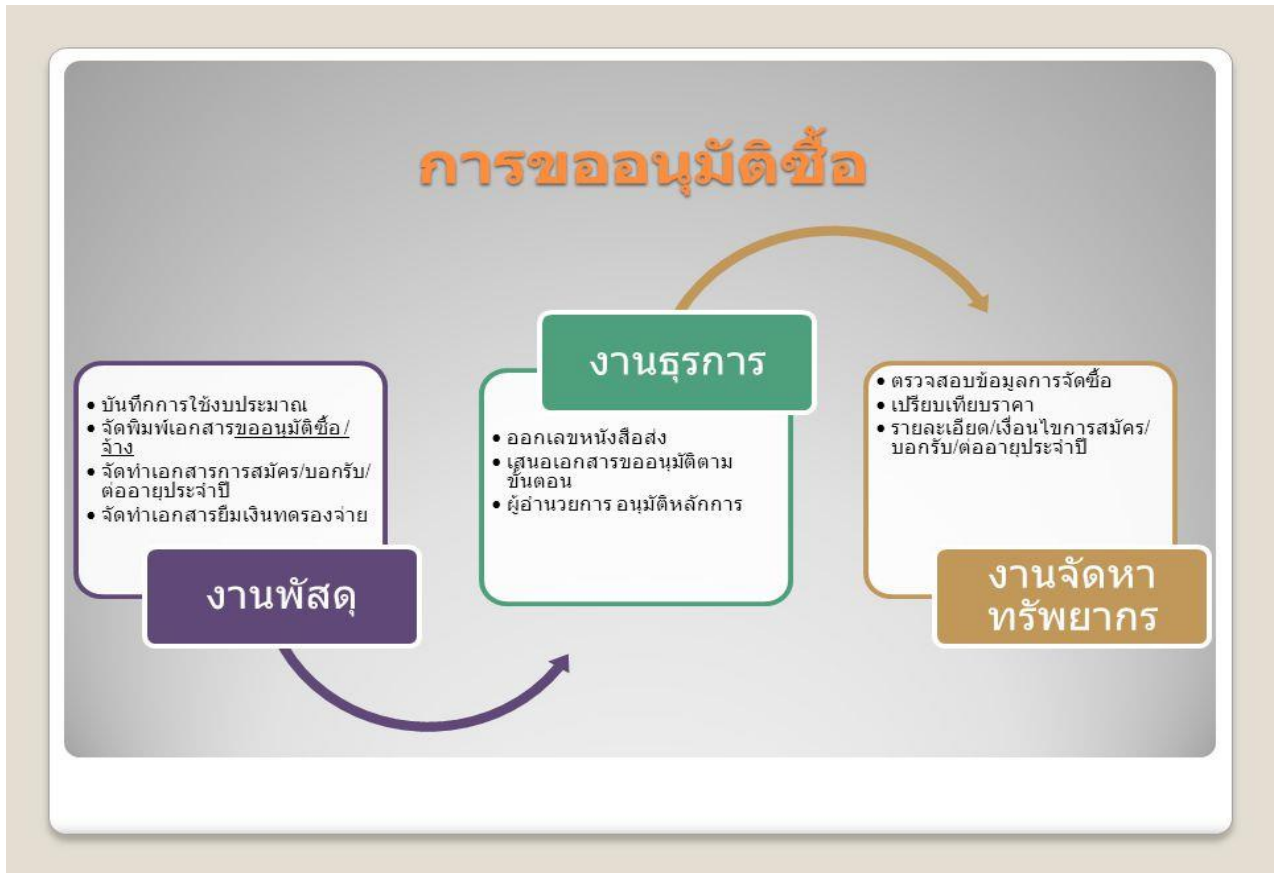 การขออนุมัติซื้อ
• บันทึกการใช้งบประมาณ
• จัดพิมพ์เอกสารขออนุมัติซื้อ/
จ้าง
• จัดทำเอกสารการสมัคร/บอกรับ/
ต่ออายุประจำปี
• จัดทำเอกสารยืมเงินทดรองจ่าย
งานพัสดุ
งานธุรการ
• ออกเลขหนังสือส่ง
• เสนอเอกสารขออนุมัติตาม
ขั้นตอน
• ผู้อำนวยการ อนุมัติหลักการ
• ตรวจสอบข้อมูลการจัดซื้อ
• เปรียบเทียบราคา
• รายละเอียด/เงื่อนไขการสมัคร/
บอกรับ/ต่ออายุประจำปี
งานจัดหา
ทรัพยากร